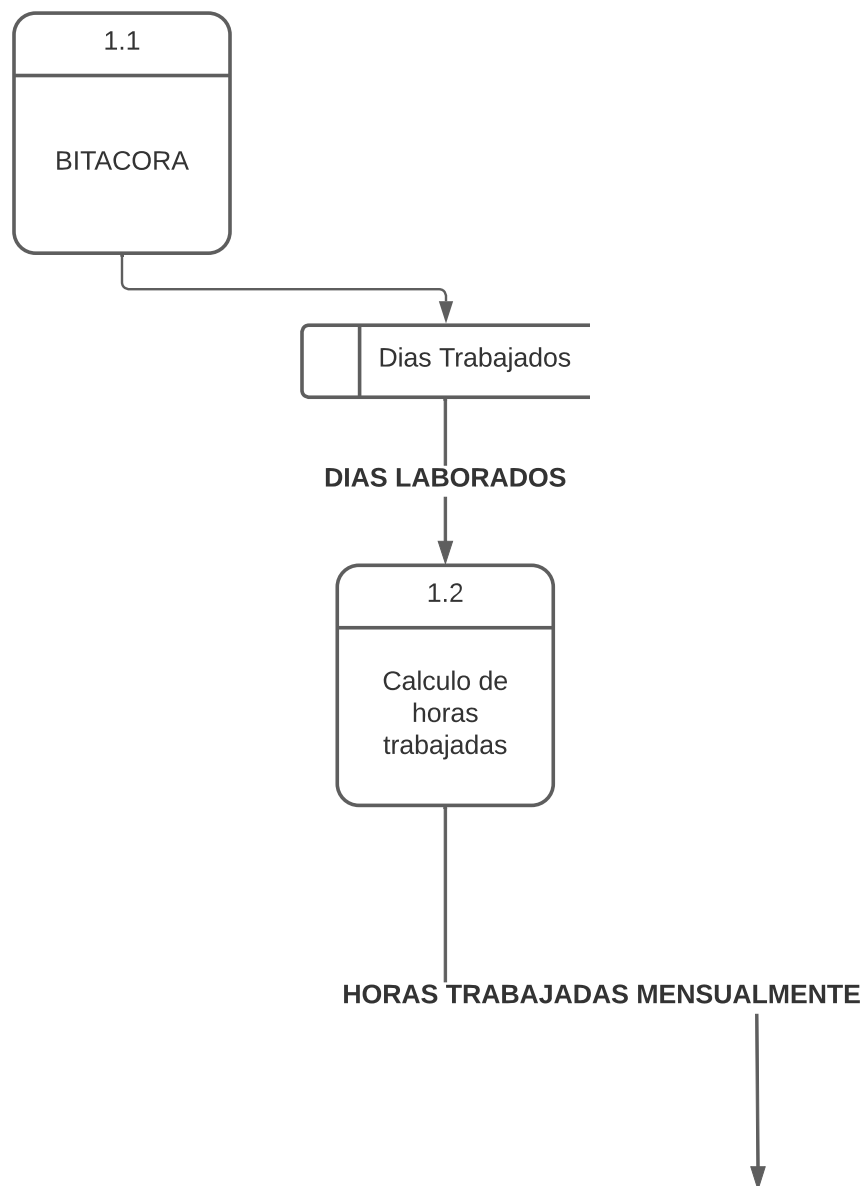 1.1
BITACORA
Dias Trabajados
DIAS LABORADOS
1.2
Calculo de
horas
trabajadas
HORAS TRABAJADAS MENSUALMENTE